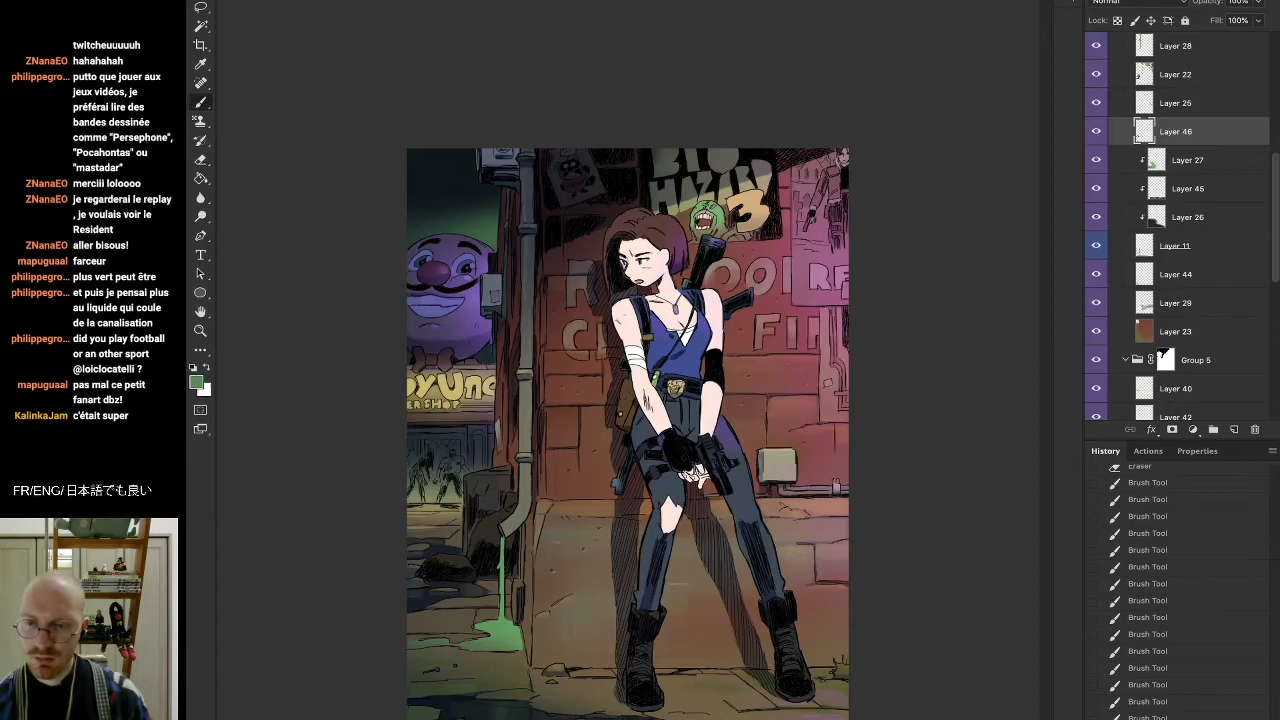 twitcheuuuuuh
ZNanaEO hahahahah
philippegro... putto que jouer aux
jeux vidéos, je
préférai lire des
bandes dessinée
comme "Persephone",
"Pocahontas" ou
"mastadar"
ZNanaEO merciii loloooo
ZNanaEO je regarderai le replay
, je voulais voir le
Resident
ZNanaEO aller bisous!
mapuguaal farceur
philippegro... plus vert peut être
philippegro... et puis je pensai plus
au liquide qui coule
de la canalisation
philippegro... did you play football
or an other sport
@loiclocatelli ?
mapuguaal pas mal ce petit
fanart dbz!
KalinkaJam c'était super
FR/ENG/日本語でも良い
BIO
HAZARD
3
Normal Opacity: 100%
Lock: Fill: 100%
Layer 28
Layer 22
Layer 25
Layer 46
Layer 27
Layer 45
Layer 26
Layer 11
Layer 44
Layer 29
Layer 23
Group 5
Layer 40
Layer 42
fx
History Actions Properties
Eraser
Brush Tool
Brush Tool
Brush Tool
Brush Tool
Brush Tool
Brush Tool
Brush Tool
Brush Tool
Brush Tool
Brush Tool
Brush Tool
Brush Tool
Brush Tool
Brush Tool